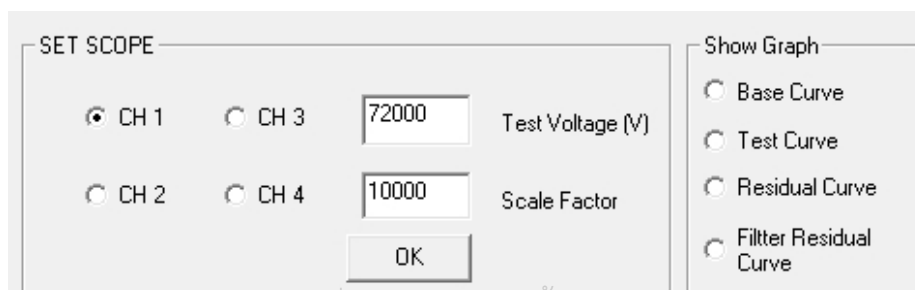 SET SCOPE
CH 1
CH 3
72000
Test Voltage (V)
CH 2
CH 4
10000
Scale Factor
OK
Show Graph
Base Curve
Test Curve
Residual Curve
Filtter Residual
Curve